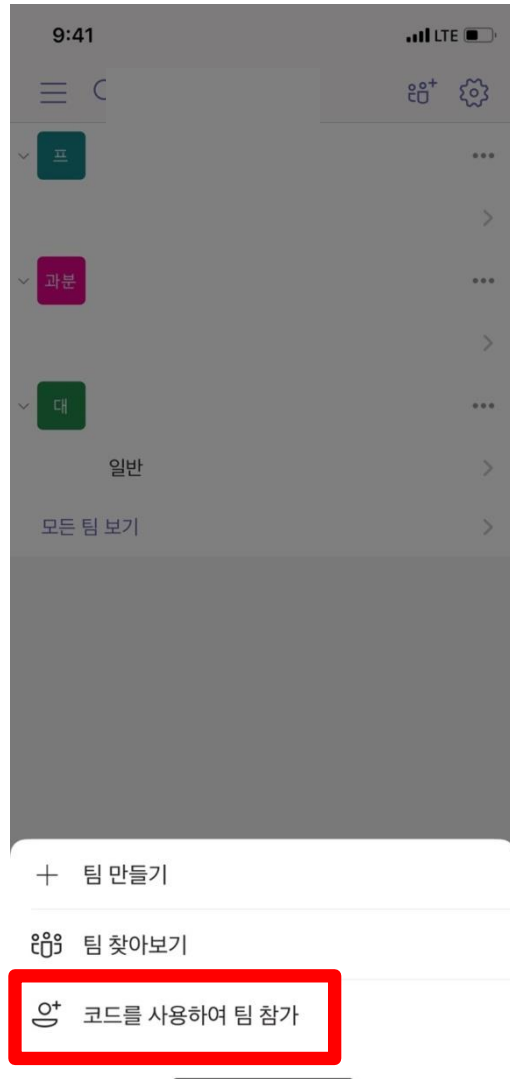 9:41
LTE
프
과분
대
일반
모든 팀 보기
팀 만들기
팀 찾아보기
코드를 사용하여 팀 참가